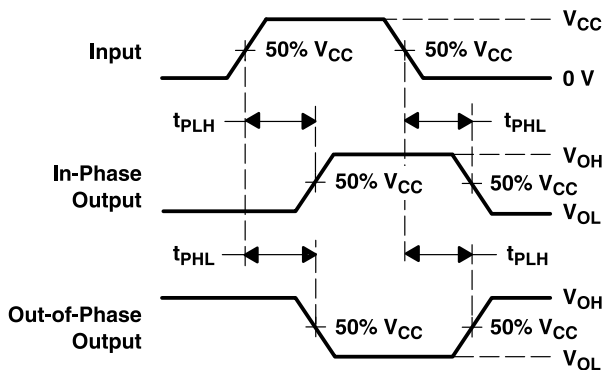 VCC
Input
50% VCC
50% VCC
0 V
tPLH
tPHL
VOH
In-Phase
Output
50% VCC
50% VCC
VOL
tPHL
tPLH
VOH
Out-of-Phase
Output
50% VCC
50% VCC
VOL